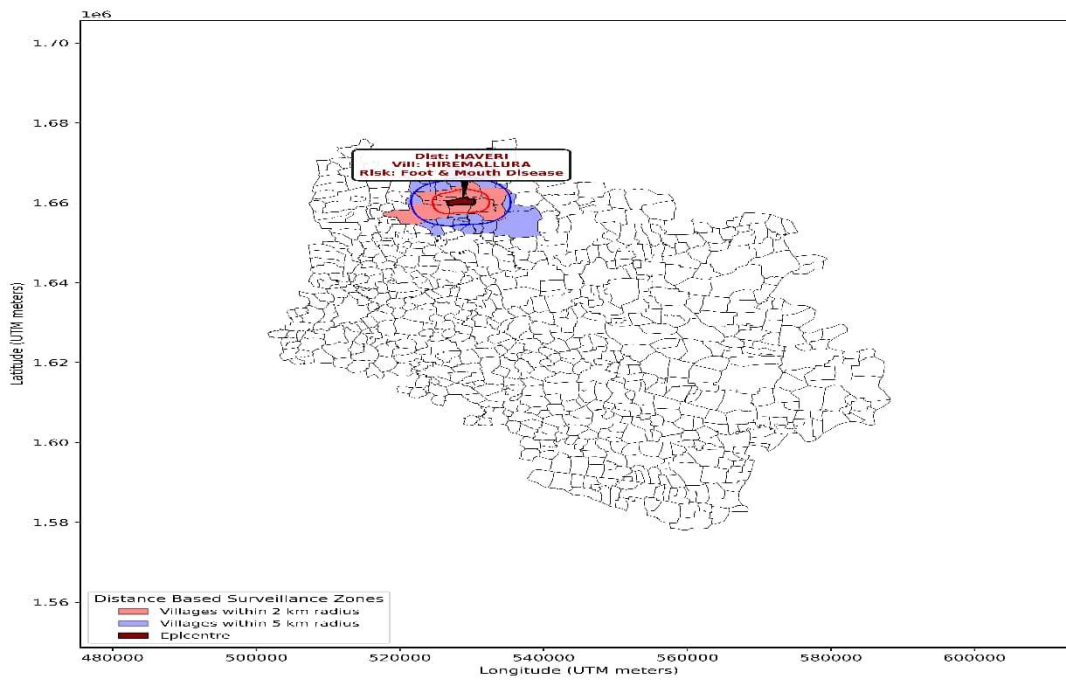 1e6
1.70
1.68
1.66
1.64
1.62
1.60
1.58
1.56
Latitude (UTM meters)
Dist: HAVERI
Vill: HIREMALLURA
Risk: Foot & Mouth Disease
Distance Based Surveillance Zones
Villages within 2 km radius
Villages within 5 km radius
Epicentre
480000 500000 520000 540000 560000 580000 600000
Longitude (UTM meters)